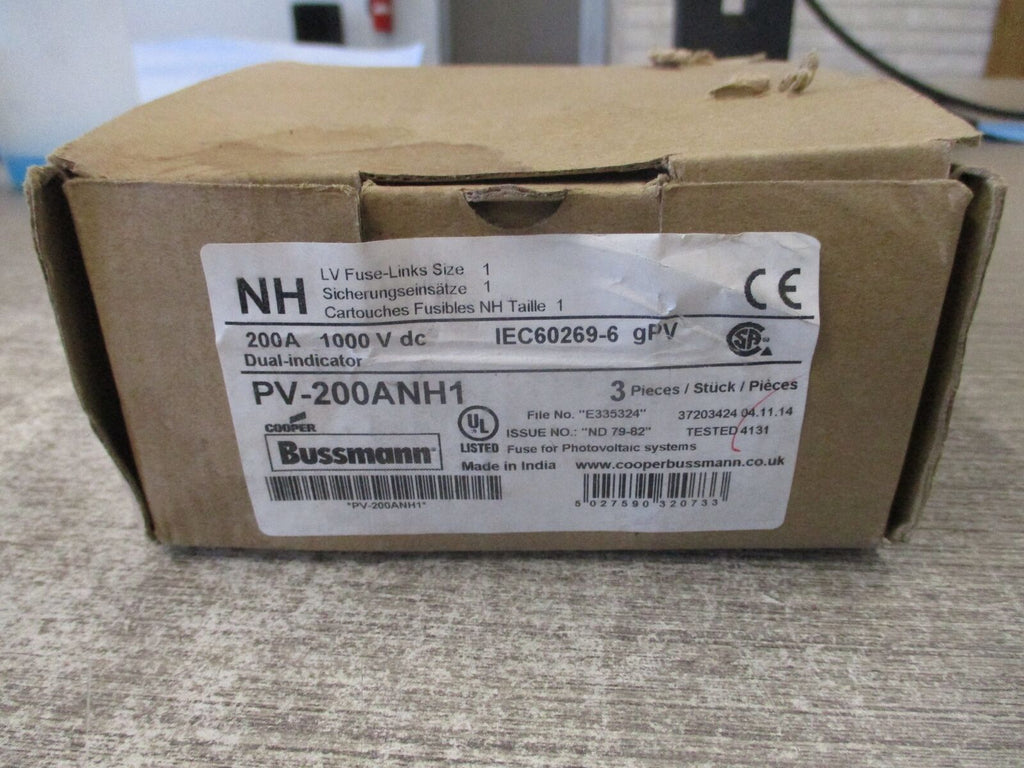 NH
LV Fuse-Links Size 1
Sicherungseinsätze 1
Cartouches Fusibles NH Taille 1
CE
200A 1000 V dc IEC60269-6 gPV
Dual-indicator
PV-200ANH1
3 Pieces / Stück / Piéces
File No. "E335324" 37203424 04.11.14
ISSUE NO.: "ND 79-82" TESTED 4131
UL
LISTED
Fuse for Photovoltaic systems
COOPER
Bussmann
Made in India www.cooperbussmann.co.uk
*PV-200ANH1*
5 027590 320733